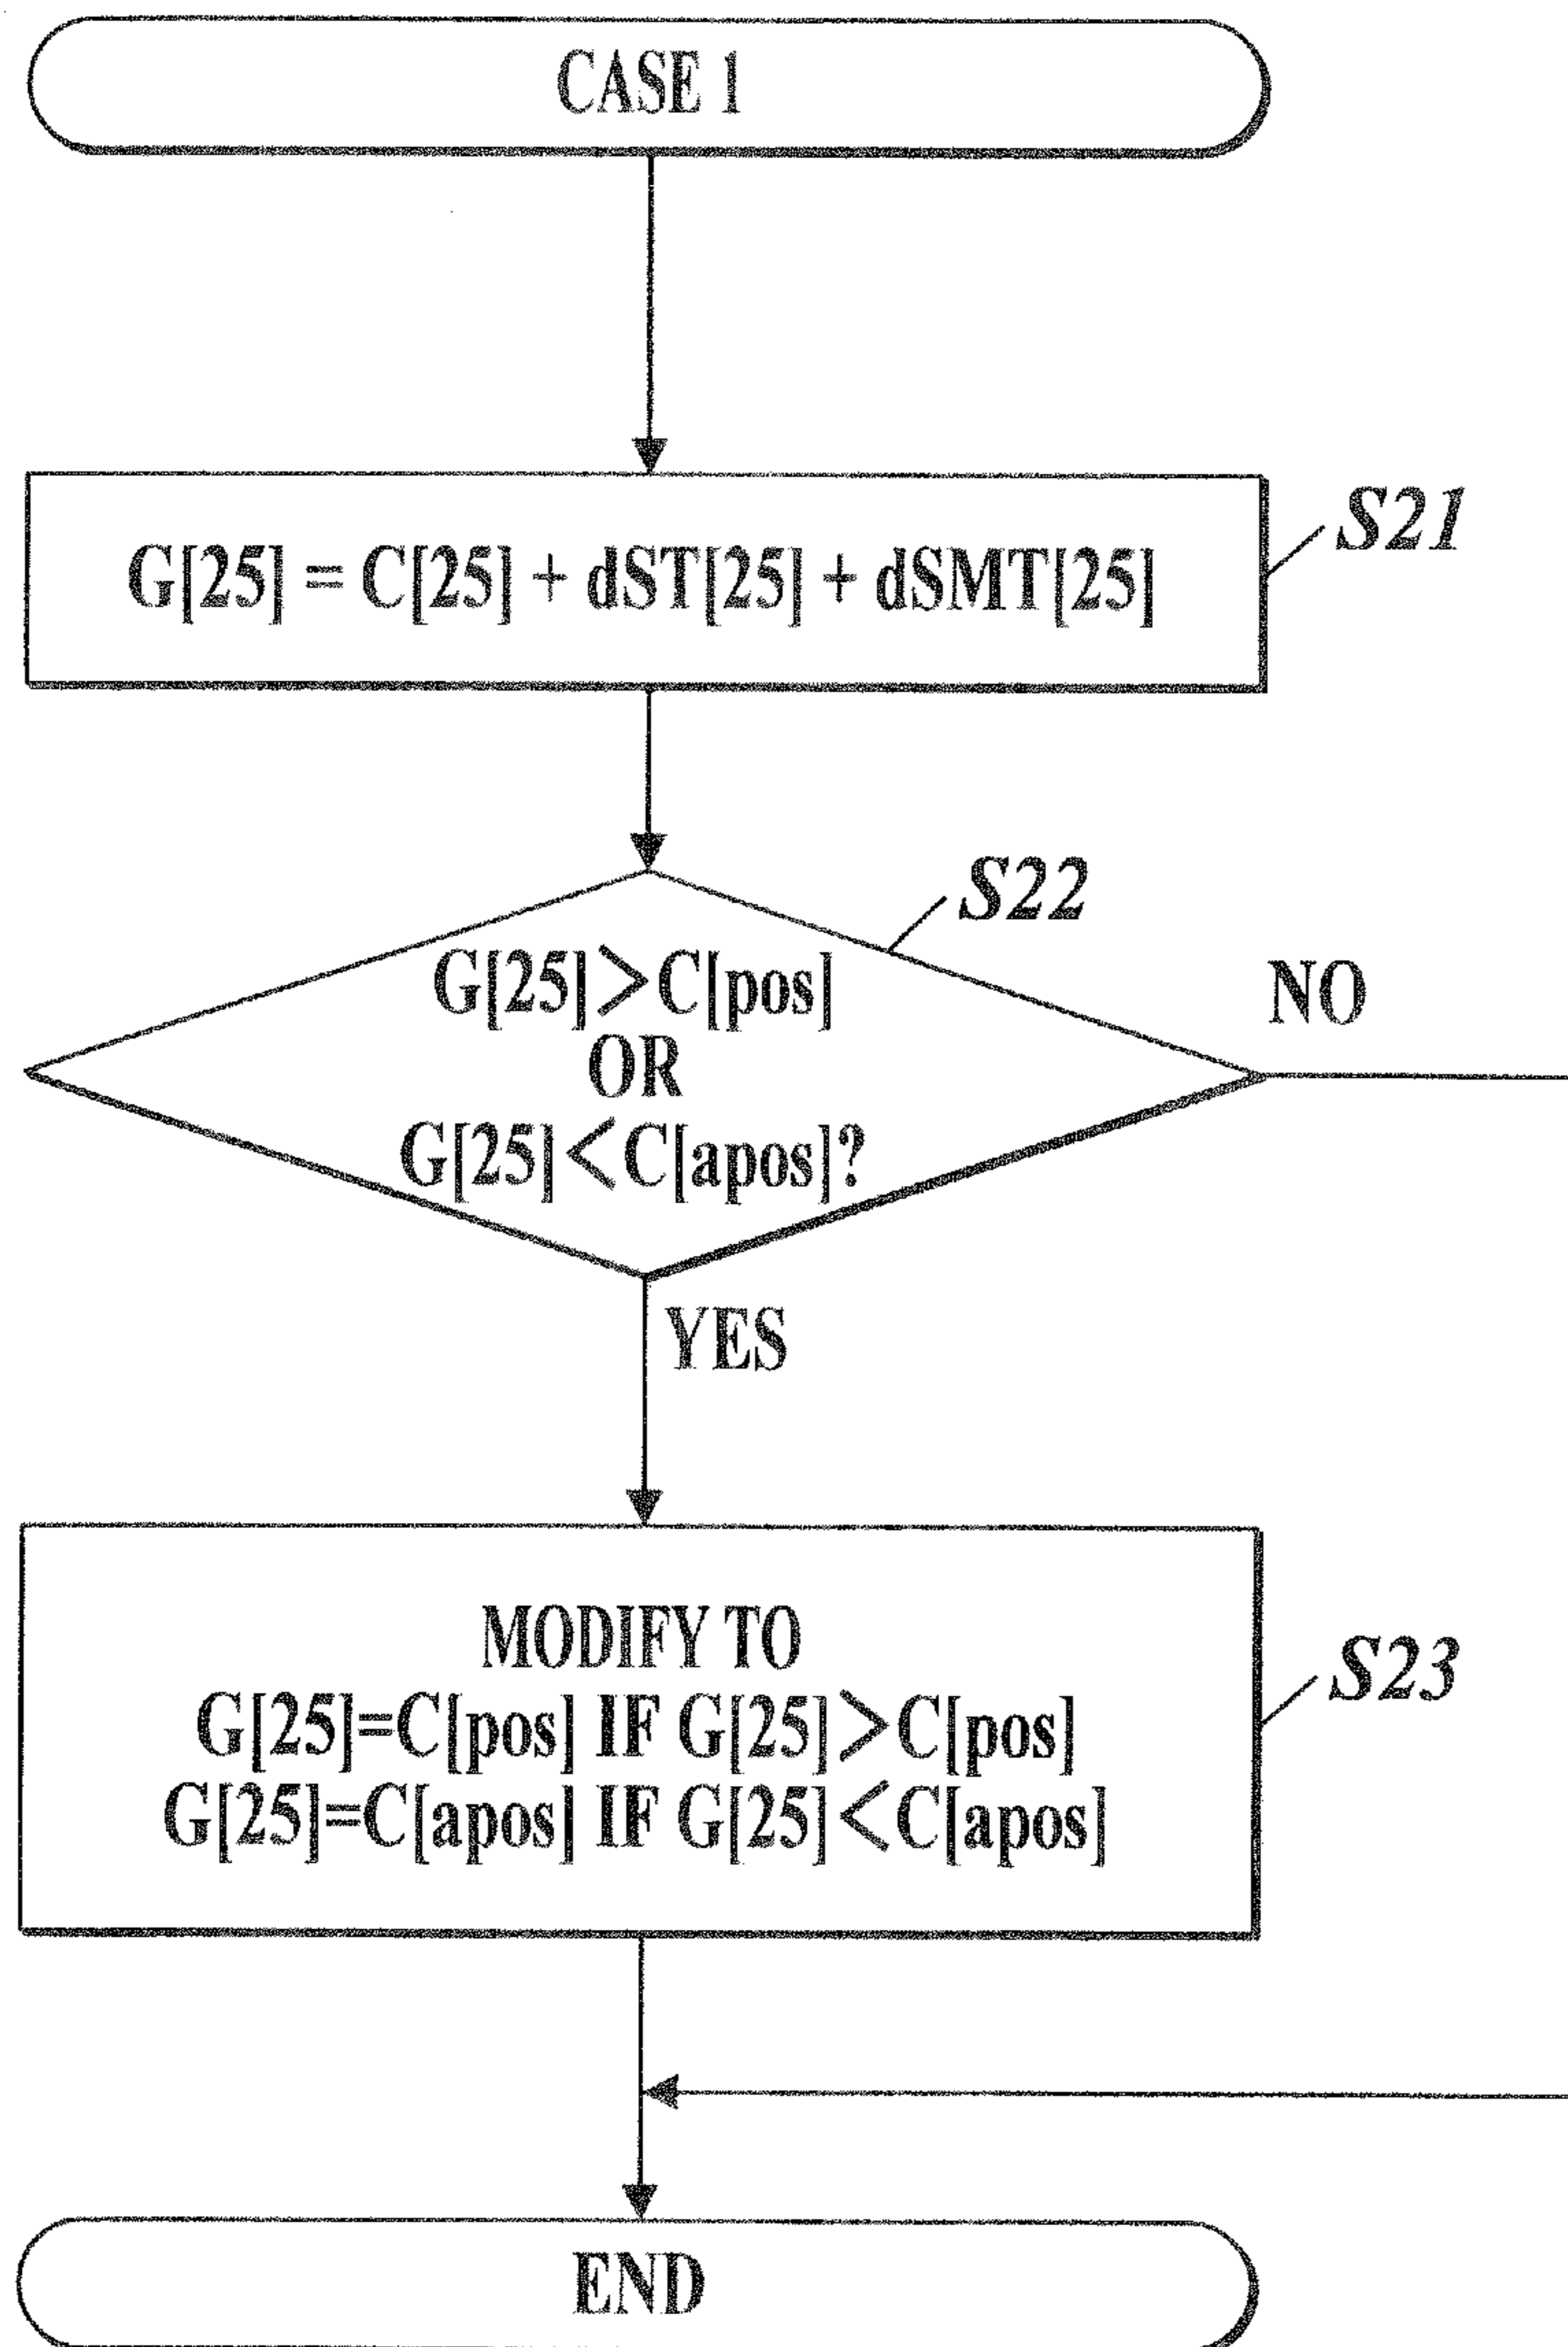 CASE 1
G[25] = C[25] + dST[25] + dSMT[25]
S21
S22
G[25]>C[pos]
OR
G[25]<C[apos]?
NO
YES
MODIFY TO
G[25]=C[pos] IF G[25]>C[pos]
G[25]=C[apos] IF G[25]<C[apos]
S23
END